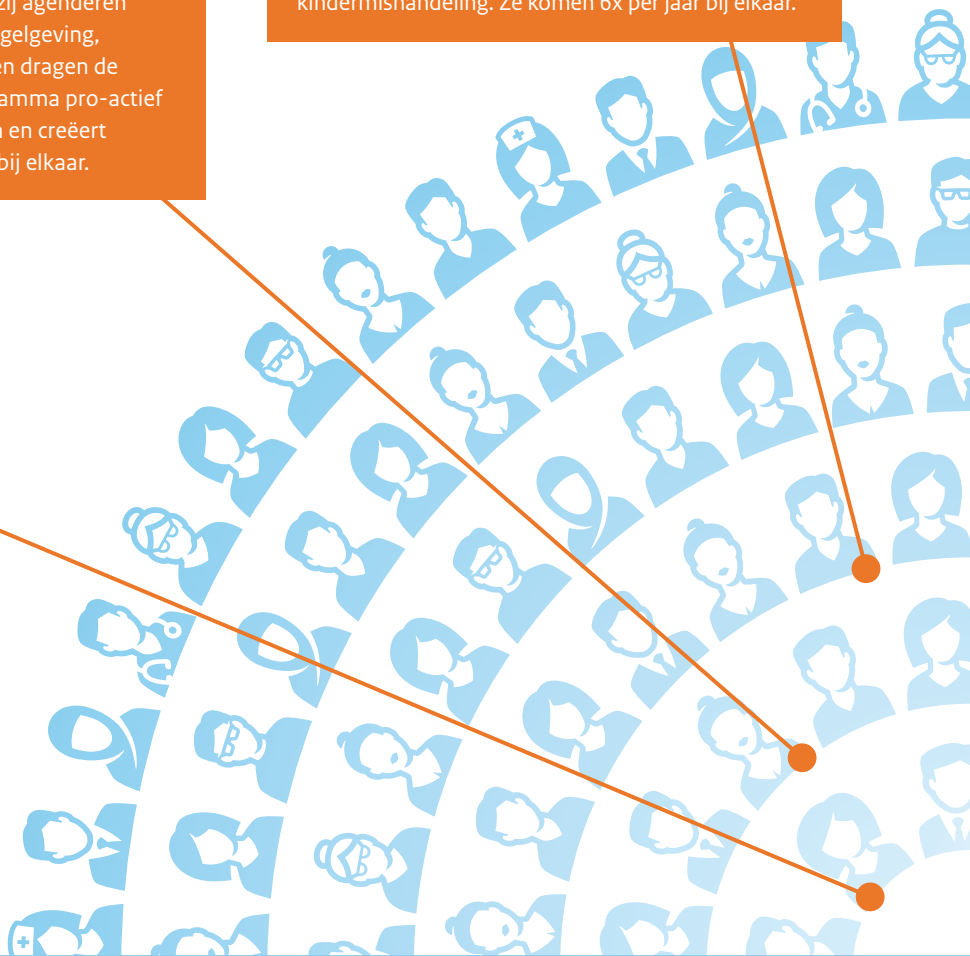 zij agenderen
gelgeving,
en dragen de
amma pro-actief
n en creëert
bij elkaar.
kindermishandeling. Ze komen 6x per jaar bij elkaar.